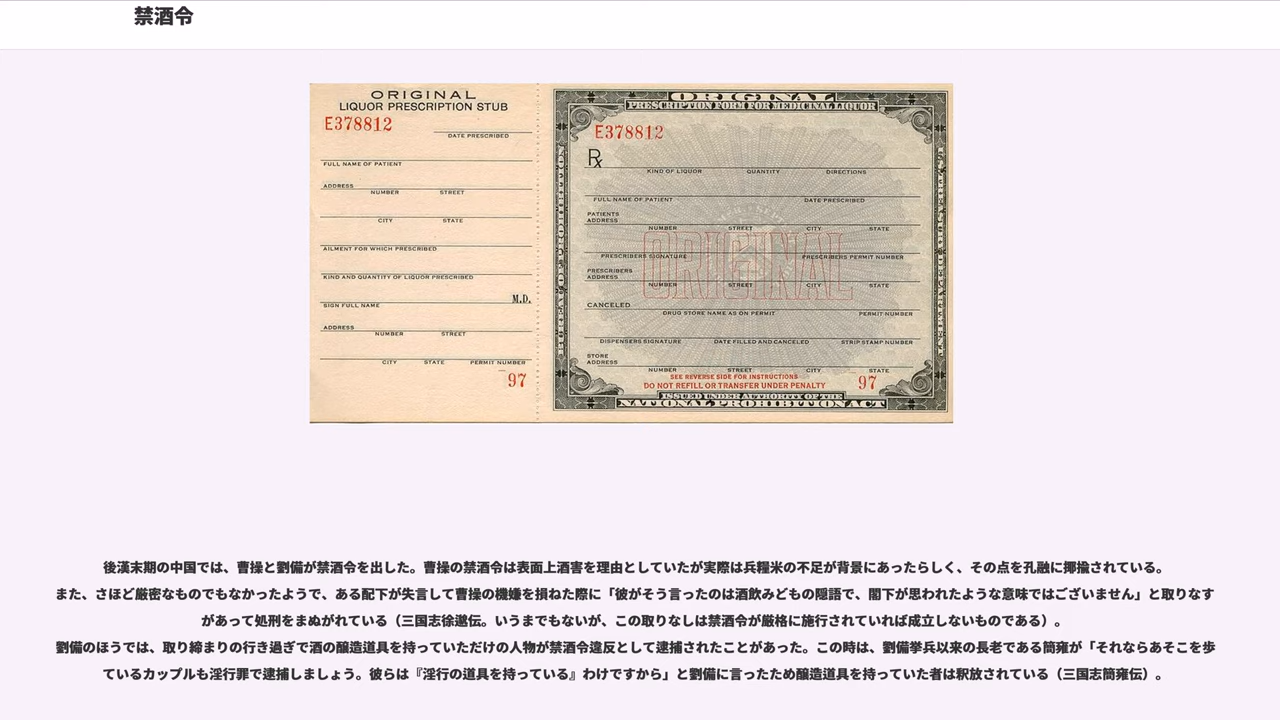 禁酒令
ORIGINAL
LIQUOR PRESCRIPTION STUB
E378812
DATE PRESCRIBED
FULL NAME OF PATIENT
ADDRESS
NUMBER STREET
CITY STATE
AILMENT FOR WHICH PRESCRIBED
KIND AND QUANTITY OF LIQUOR PRESCRIBED
M.D.
SIGN FULL NAME
ADDRESS
NUMBER STREET
CITY STATE PERMIT NUMBER
97
ORIGINAL
PRESCRIPTION FORM FOR MEDICINAL LIQUOR
E378812
Rx
KIND OF LIQUOR QUANTITY DIRECTIONS
FULL NAME OF PATIENT DATE PRESCRIBED
PATIENTS
ADDRESS
NUMBER STREET CITY STATE
ORIGINAL
PRESCRIBERS SIGNATURE PRESCRIBERS PERMIT NUMBER
PRESCRIBERS
ADDRESS
NUMBER STREET CITY STATE
CANCELED
DRUG STORE NAME AS ON PERMIT PERMIT NUMBER
DISPENSERS SIGNATURE DATE FILLED AND CANCELED STRIP STAMP NUMBER
STORE
ADDRESS
NUMBER STREET CITY STATE
SEE REVERSE SIDE FOR INSTRUCTIONS
DO NOT REFILL OR TRANSFER UNDER PENALTY 97
ISSUED UNDER AUTHORITY OF THE
NATIONAL PROHIBITION ACT
後漢末期の中国では、曹操と劉備が禁酒令を出した。曹操の禁酒令は表面上酒害を理由としていたが実際は兵糧米の不足が背景にあったらしく、その点を孔融に揶揄されている。
また、さほど厳密なものでもなかったようで、ある配下が失言して曹操の機嫌を損ねた際に「彼がそう言ったのは酒飲みどもの隠語で、閣下が思われたような意味ではございません」と取りなす
があって処刑をまぬがれている（三国志徐邈伝。いうまでもないが、この取りなしは禁酒令が厳格に施行されていれば成立しないものである）。
劉備のほうでは、取り締まりの行き過ぎで酒の醸造道具を持っていただけの人物が禁酒令違反として逮捕されたことがあった。この時は、劉備挙兵以来の長老である簡雍が「それならあそこを歩
ているカップルも淫行罪で逮捕しましょう。彼らは『淫行の道具を持っている』わけですから」と劉備に言ったため醸造道具を持っていた者は釈放されている（三国志簡雍伝）。